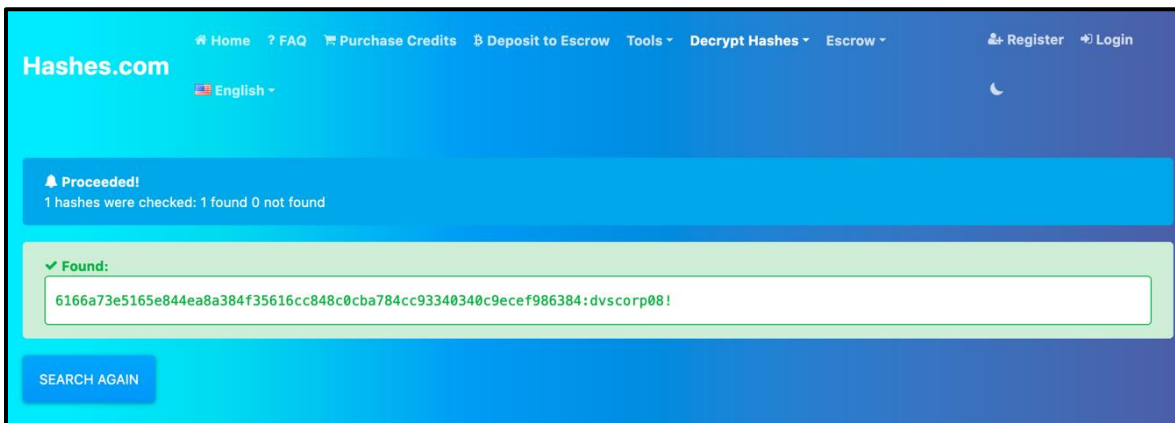 Home ? FAQ Purchase Credits Deposit to Escrow Tools Decrypt Hashes Escrow Register Login
Hashes.com
English
Proceeded!
1 hashes were checked: 1 found 0 not found
Found:
6166a73e5165e844ea8a384f35616cc848c0cba784cc93340340c9ecef986384:dvscorp08!
SEARCH AGAIN